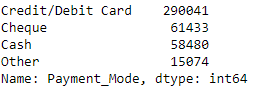 Credit/Debit Card    290041
Cheque                61433
Cash                  58480
Other                 15074
Name: Payment_Mode, dtype: int64